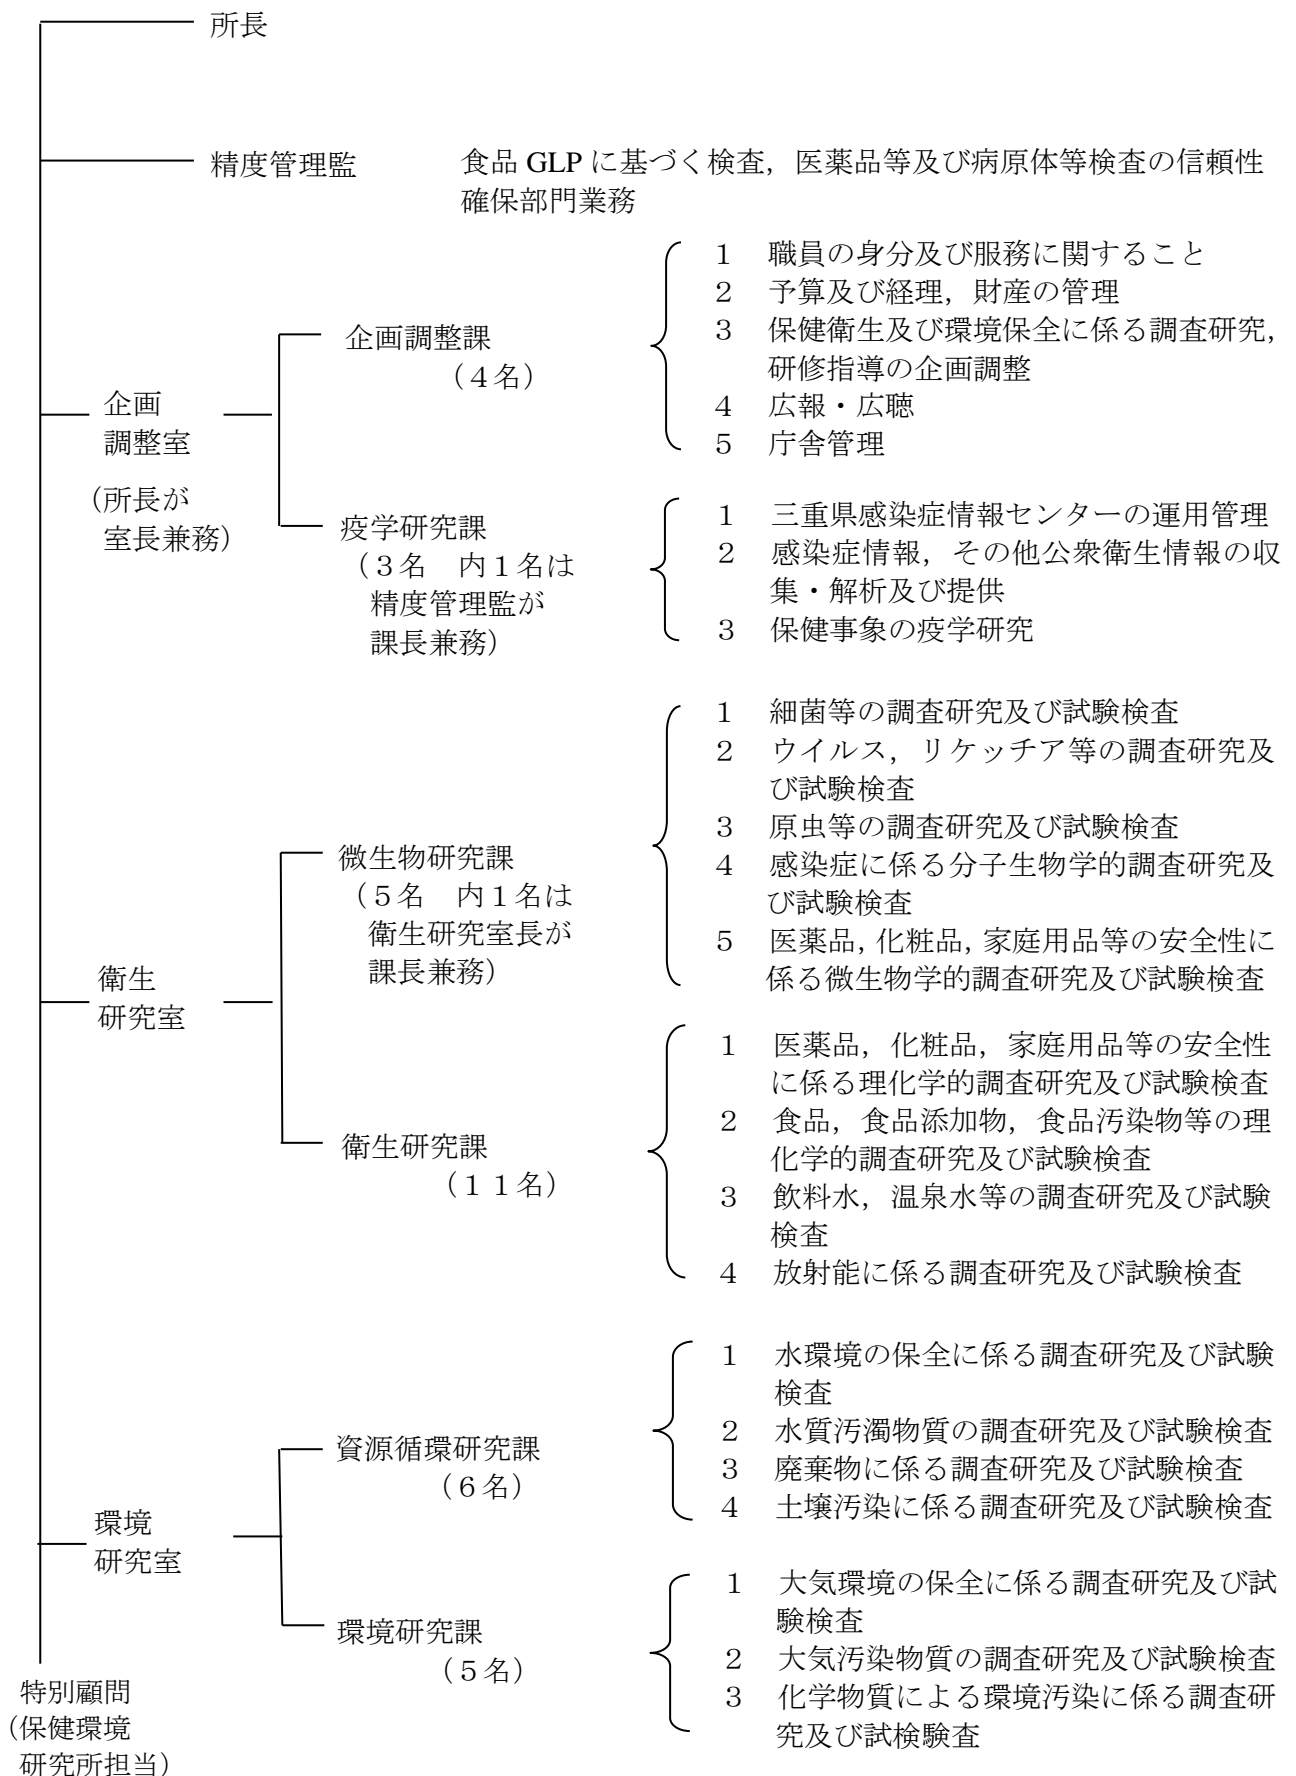 所長
精度管理監
食品 GLP に基づく検査，医薬品等及び病原体等検査の信頼性
確保部門業務
企画
調整室
(所長が
室長兼務)
企画調整課
（４名）
１　職員の身分及び服務に関すること
２　予算及び経理，財産の管理
３　保健衛生及び環境保全に係る調査研究，
研修指導の企画調整
４　広報・広聴
５　庁舎管理
疫学研究課
（３名　内１名は
精度管理監が
課長兼務）
１　三重県感染症情報センターの運用管理
２　感染症情報，その他公衆衛生情報の収
集・解析及び提供
３　保健事象の疫学研究
衛生
研究室
微生物研究課
（５名　内１名は
衛生研究室長が
課長兼務）
１　細菌等の調査研究及び試験検査
２　ウイルス，リケッチア等の調査研究及
び試験検査
３　原虫等の調査研究及び試験検査
４　感染症に係る分子生物学的調査研究及
び試験検査
５　医薬品，化粧品，家庭用品等の安全性に
係る微生物学的調査研究及び試験検査
衛生研究課
（１１名）
１　医薬品，化粧品，家庭用品等の安全性
に係る理化学的調査研究及び試験検査
２　食品，食品添加物，食品汚染物等の理
化学的調査研究及び試験検査
３　飲料水，温泉水等の調査研究及び試験
検査
４　放射能に係る調査研究及び試験検査
環境
研究室
資源循環研究課
（６名）
１　水環境の保全に係る調査研究及び試験
検査
２　水質汚濁物質の調査研究及び試験検査
３　廃棄物に係る調査研究及び試験検査
４　土壌汚染に係る調査研究及び試験検査
環境研究課
（５名）
１　大気環境の保全に係る調査研究及び試
験検査
２　大気汚染物質の調査研究及び試験検査
３　化学物質による環境汚染に係る調査研
究及び試検験査
特別顧問
（保健環境
研究所担当）